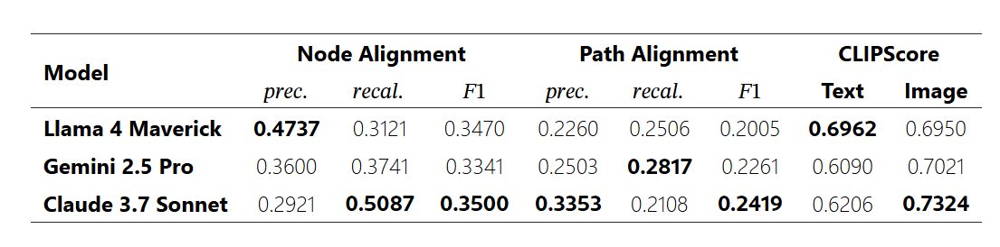 Model Node Alignment Path Alignment CLIPScore
prec. recal. F1 prec. recal. F1 Text Image
Llama 4 Maverick 0.4737 0.3121 0.3470 0.2260 0.2506 0.2005 0.6962 0.6950
Gemini 2.5 Pro 0.3600 0.3741 0.3341 0.2503 0.2817 0.2261 0.6090 0.7021
Claude 3.7 Sonnet 0.2921 0.5087 0.3500 0.3353 0.2108 0.2419 0.6206 0.7324